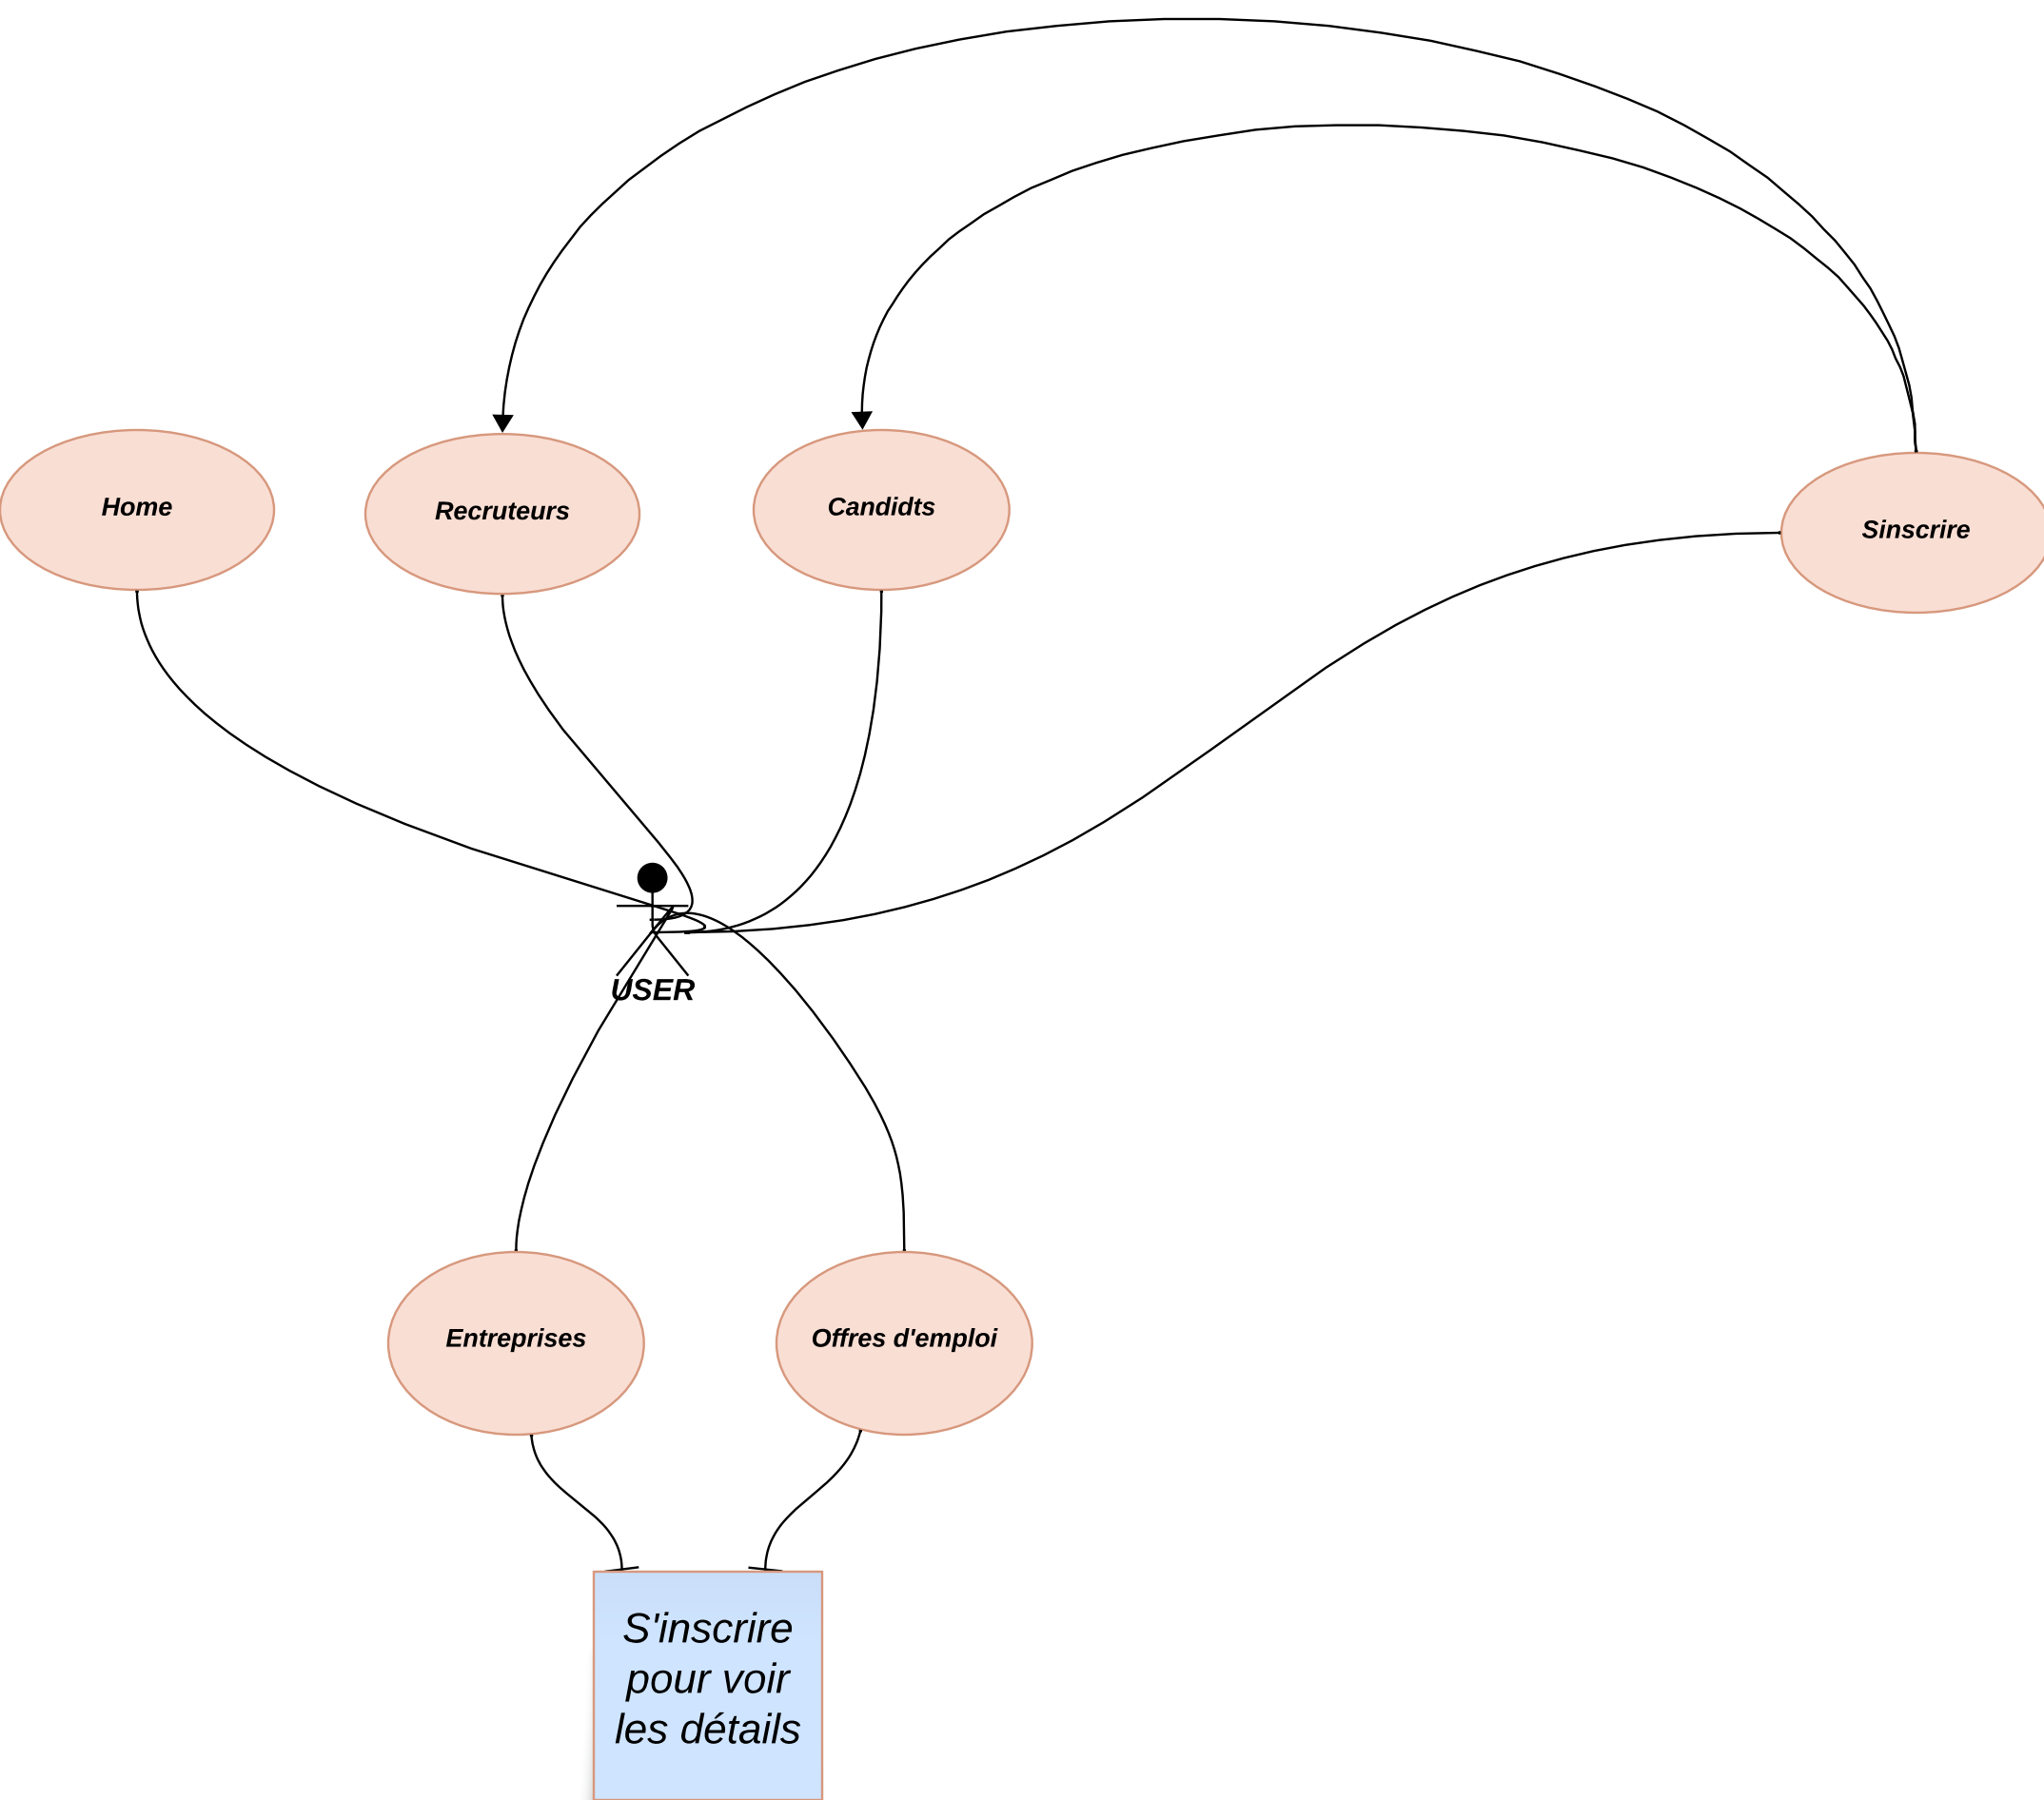 Home
Recruteurs
Candidts
Sinscrire
USER
Entreprises
Offres d'emploi
S'inscrire
pour voir
les détails